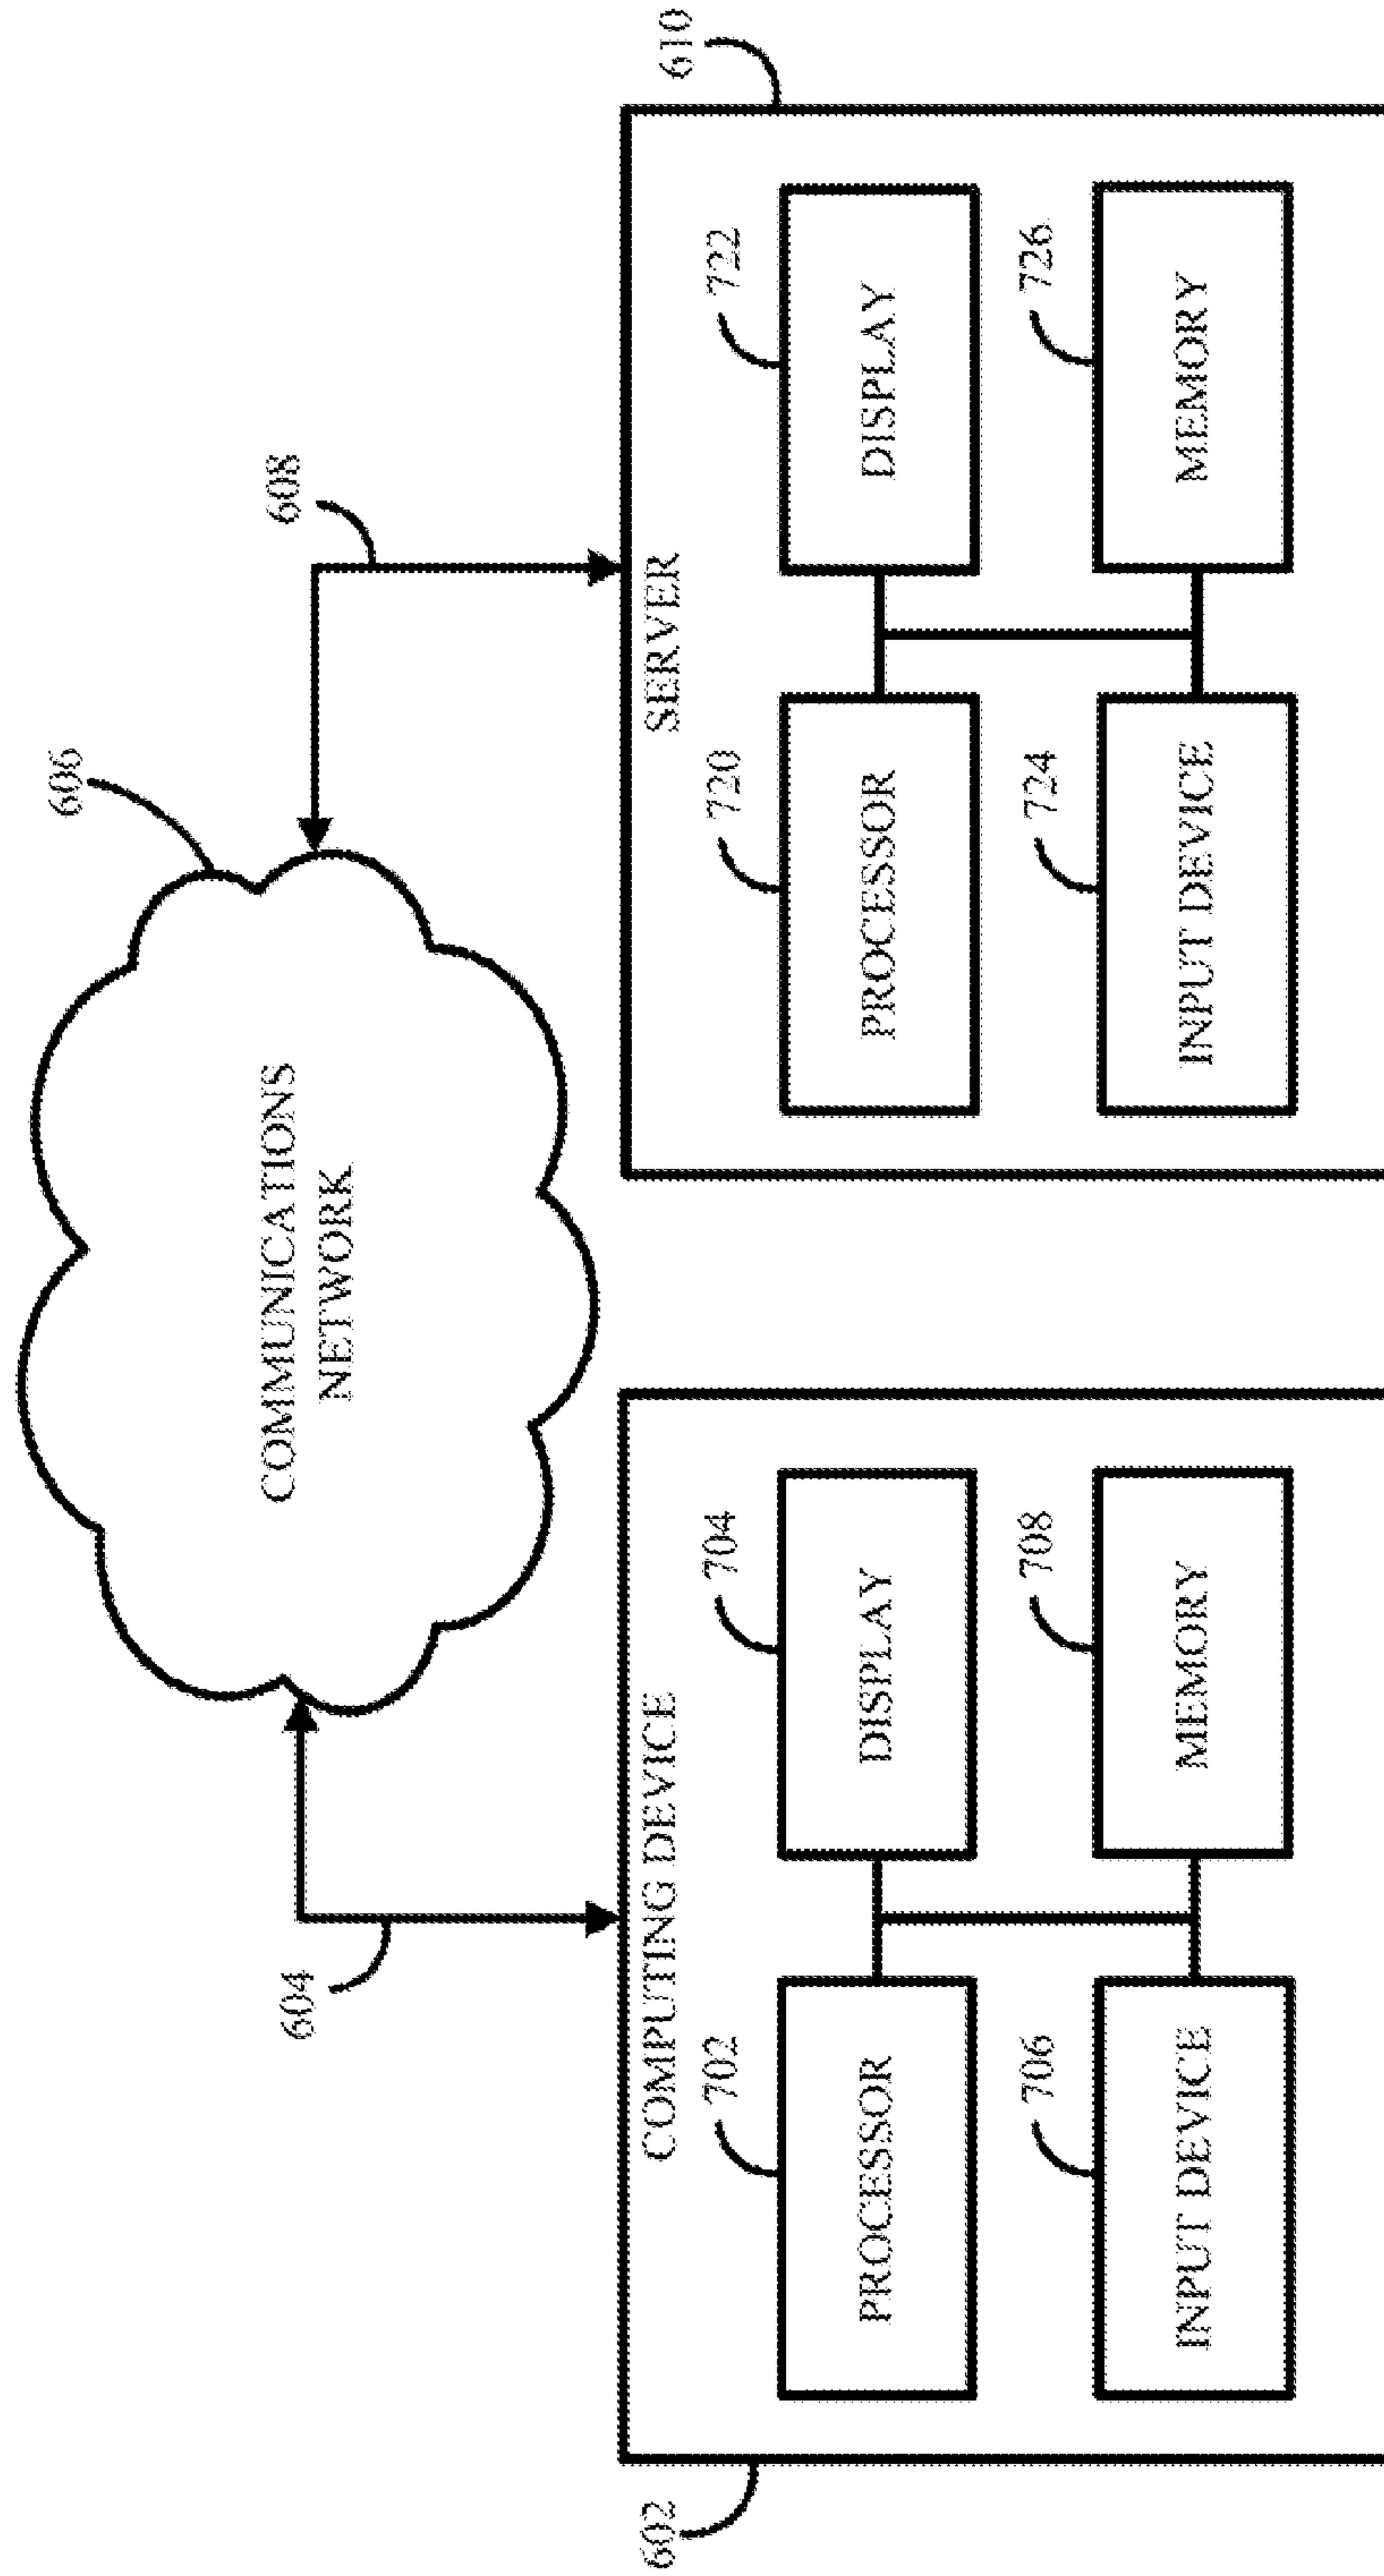 606
COMMUNICATIONS
NETWORK
604
608
602
COMPUTING DEVICE
702
PROCESSOR
704
DISPLAY
706
INPUT DEVICE
708
MEMORY
610
SERVER
720
PROCESSOR
722
DISPLAY
724
INPUT DEVICE
726
MEMORY